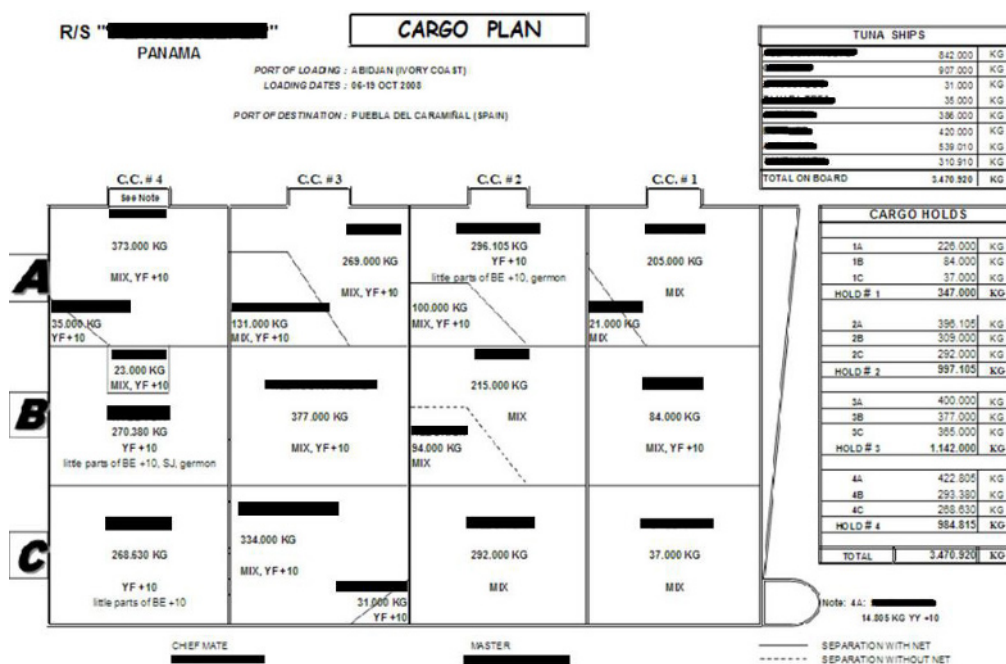 R/S " "
PANAMA
CARGO PLAN
PORT OF LOADING : ABIDJAN (IVORY COAST)
LOADING DATES : 06-19 OCT 2008
PORT OF DESTINATION : PUEBLA DEL CARAMIÑAL (SPAIN)
TUNA SHIPS
842.000 KG
907.000 KG
31.000 KG
35.000 KG
386.000 KG
420.000 KG
539.010 KG
310.910 KG
TOTAL ON BOARD 3.470.920 KG
C.C. # 4
See Note
C.C. # 3
C.C. # 2
C.C. # 1
A
373.000 KG
MIX, YF +10
35.000 KG
YF +10
269.000 KG
MIX, YF +10
131.000 KG
MIX, YF +10
296.105 KG
YF +10
little parts of BE +10, germon
100.000 KG
MIX, YF +10
205.000 KG
MIX
21.000 KG
MIX
B
23.000 KG
MIX, YF +10
270.380 KG
YF +10
little parts of BE +10, SJ, germon
377.000 KG
MIX, YF +10
215.000 KG
MIX
94.000 KG
MIX
84.000 KG
MIX, YF +10
C
268.630 KG
YF +10
little parts of BE +10
334.000 KG
MIX, YF +10
31.000 KG
YF +10
292.000 KG
MIX
37.000 KG
MIX
CARGO HOLDS
1A 226.000 KG
1B 84.000 KG
1C 37.000 KG
HOLD # 1 347.000 KG
2A 396.105 KG
2B 309.000 KG
2C 292.000 KG
HOLD # 2 997.105 KG
3A 400.000 KG
3B 377.000 KG
3C 365.000 KG
HOLD # 3 1.142.000 KG
4A 422.805 KG
4B 293.380 KG
4C 268.630 KG
HOLD # 4 984.815 KG
TOTAL 3.470.920 KG
Note: 4A:
14.805 KG YY +10
CHIEF MATE
MASTER
SEPARATION WITH NET
SEPARATION WITHOUT NET